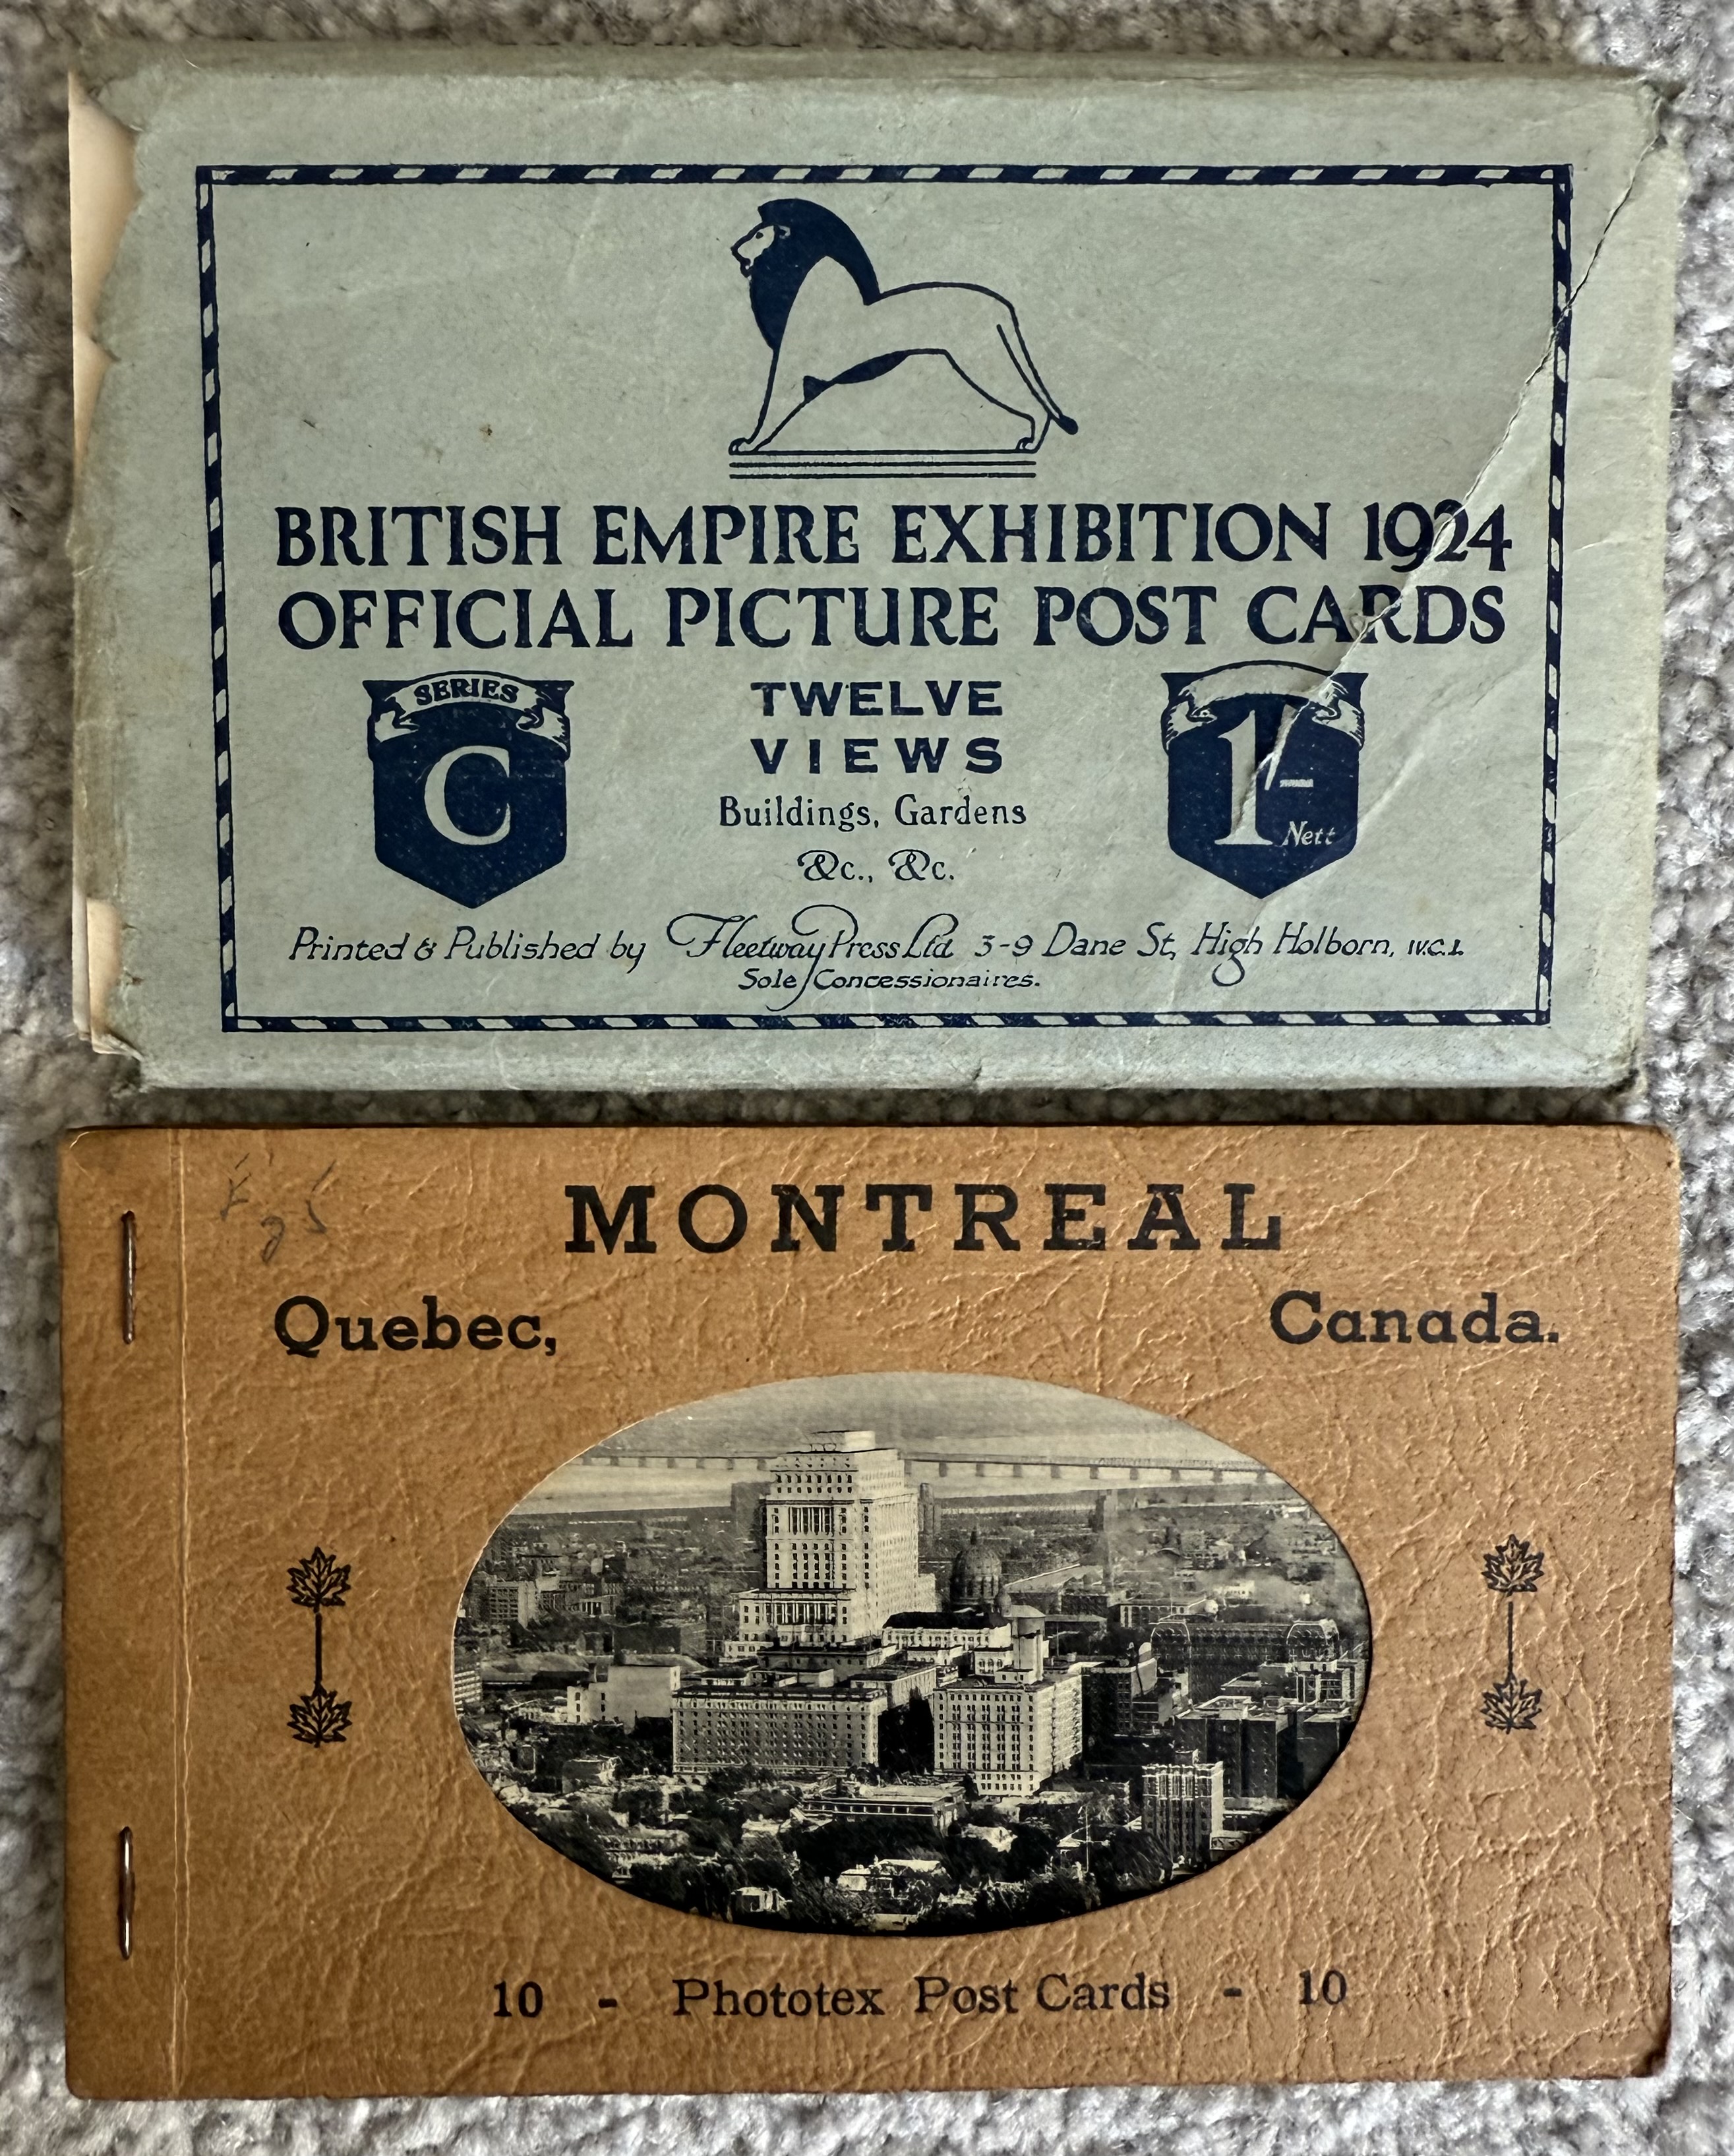 BRITISH EMPIRE EXHIBITION 1924
OFFICIAL PICTURE POST CARDS
SERIES
C
TWELVE
VIEWS
Buildings, Gardens
&c., &c.
1/-
Nett
Printed & Published by Fleetway Press Ltd 3-9 Dane St, High Holborn, W.C.1.
Sole Concessionaires.
MONTREAL
Quebec, Canada.
10 - Phototex Post Cards - 10